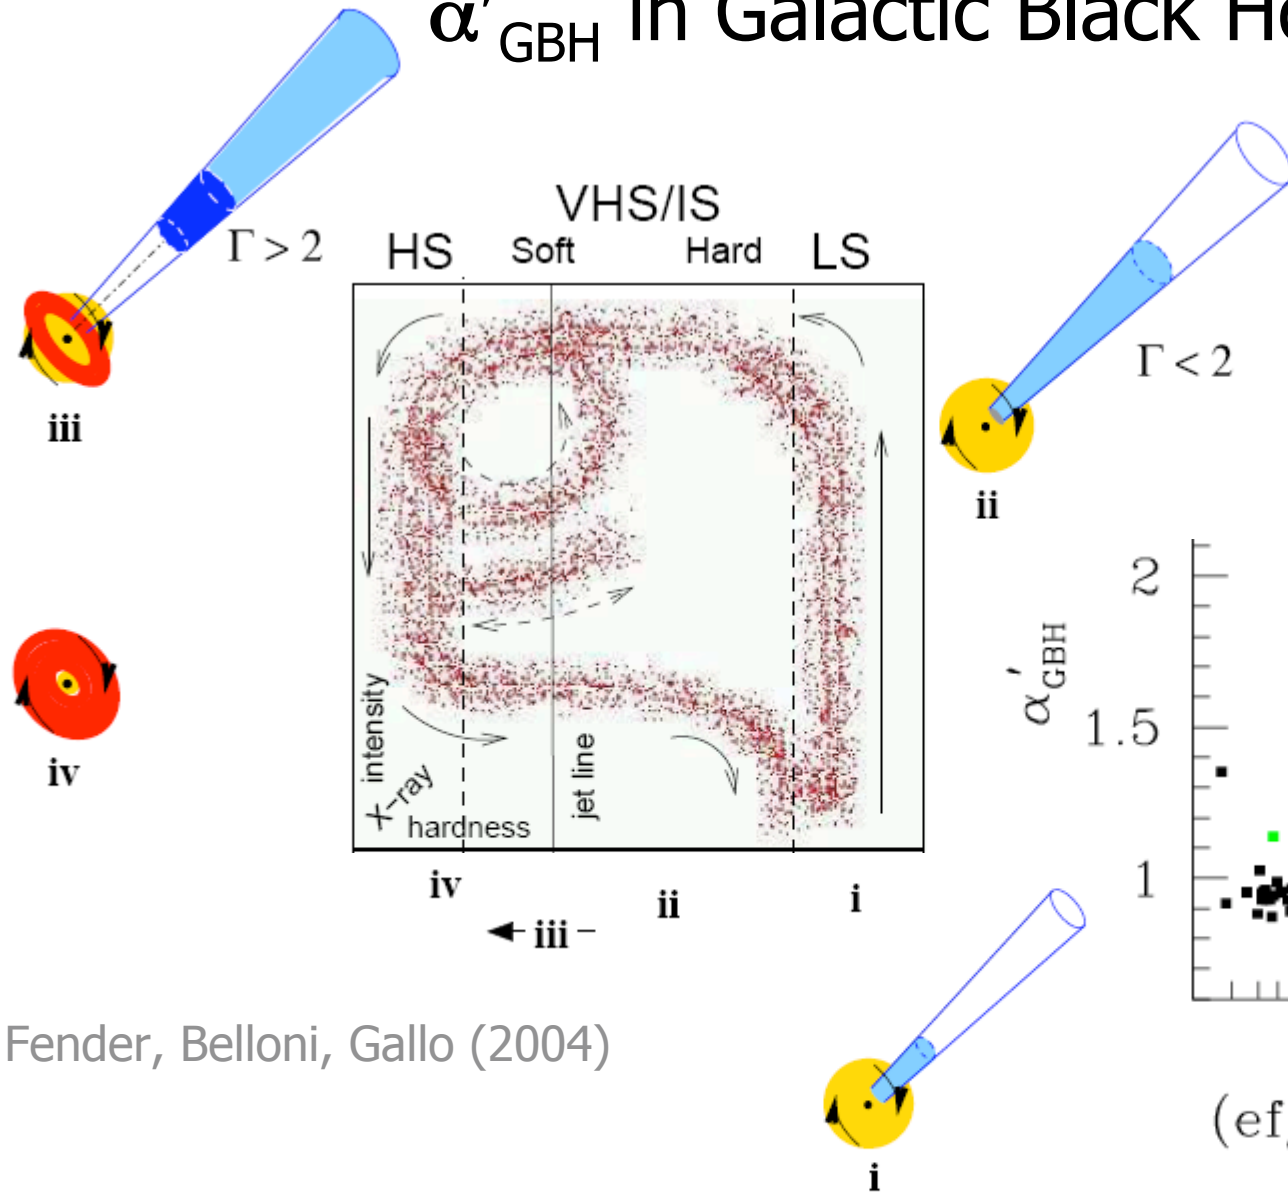 α′GBH in Galactic Black
Γ > 2
iii
iv
VHS/IS
HS Soft Hard LS
intensity
X-ray
hardness
jet line
iv
iii
ii
i
Γ < 2
ii
α′GBH
2
1.5
1
Fender, Belloni, Gallo (2004)
i